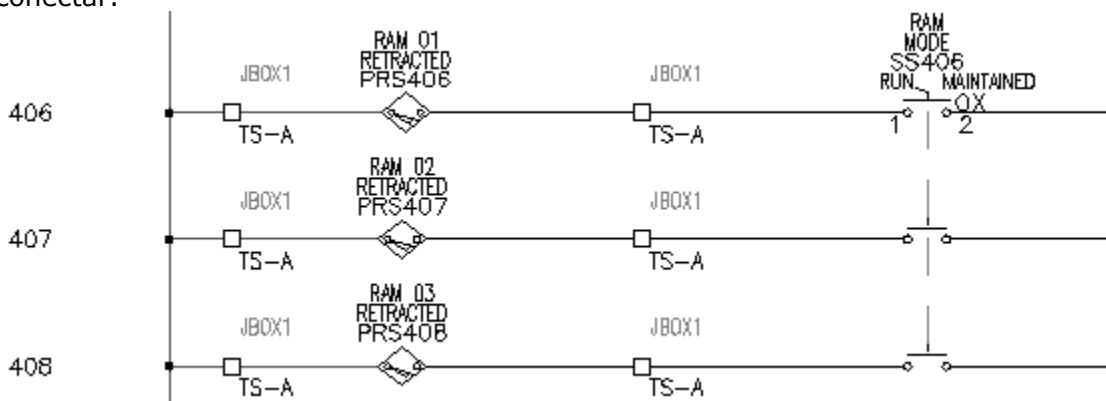 conectar.
RAM
MODE
SS406
RUN MAINTAINED
OX
1 2
RAM 01
RETRACTED
PRS406
JBOX1 JBOX1
406
TS-A TS-A
RAM 02
RETRACTED
PRS407
JBOX1 JBOX1
407
TS-A TS-A
RAM 03
RETRACTED
PRS408
JBOX1 JBOX1
408
TS-A TS-A